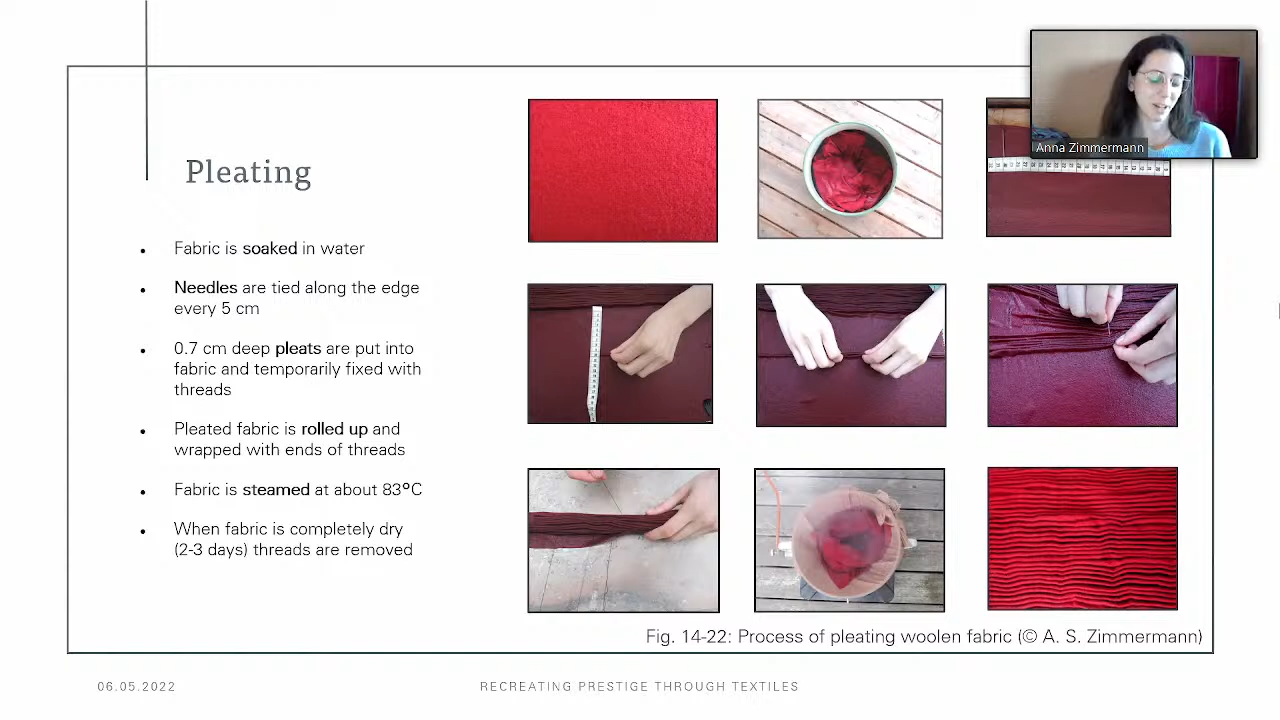 Anna Zimmermann
Pleating
Fabric is soaked in water
Needles are tied along the edge
every 5 cm
0.7 cm deep pleats are put into
fabric and temporarily fixed with
threads
Pleated fabric is rolled up and
wrapped with ends of threads
Fabric is steamed at about 83°C
When fabric is completely dry
(2-3 days) threads are removed
Fig. 14-22: Process of pleating woolen fabric (© A. S. Zimmermann)
06.05.2022
RECREATING PRESTIGE THROUGH TEXTILES